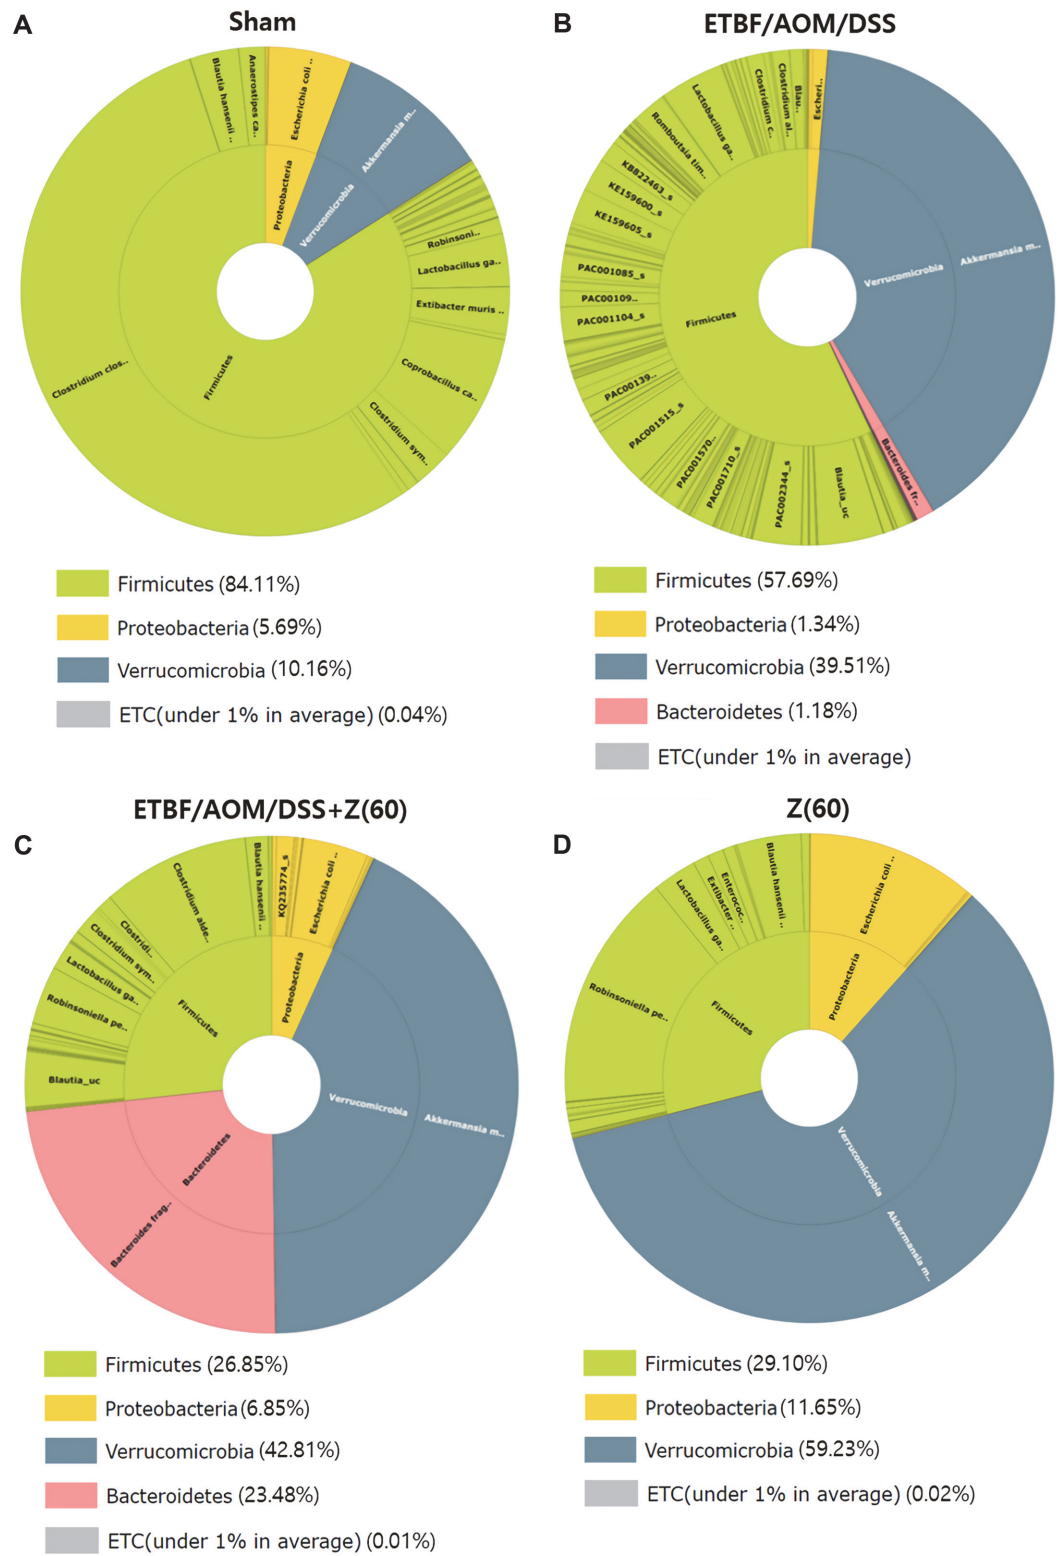 A
Sham
Blautia hansenii ..
Anaerostipes ca..
Escherichia coli ..
Akkermansia m..
Proteobacteria
Verrucomicrobia
Robinsoni..
Lactobacillus ga..
Extibacter muris ..
Coprobacillus ca..
Clostridium sym..
Clostridium clos..
Firmicutes
Firmicutes (84.11%)
Proteobacteria (5.69%)
Verrucomicrobia (10.16%)
ETC(under 1% in average) (0.04%)
B
ETBF/AOM/DSS
Escheri..
Blau..
Clostridium al..
Clostridium c..
Lactobacillus ga..
Romboutsia tim..
KB822463_s
KE159600_s
KE159605_s
PAC001085_s
PAC00109..
PAC001104_s
PAC00139..
PAC001515_s
PAC001570..
PAC001710_s
PAC002344_s
Blautia_uc
Bacteroides fr..
Firmicutes
Verrucomicrobia
Akkermansia m..
Firmicutes (57.69%)
Proteobacteria (1.34%)
Verrucomicrobia (39.51%)
Bacteroidetes (1.18%)
ETC(under 1% in average)
C
ETBF/AOM/DSS+Z(60)
KQ235774_s
Escherichia coli ..
Blautia hansenii ..
Clostridium alde..
Clostridi..
Clostridium sym..
Lactobacillus ga..
Robinsoniella pe..
Blautia_uc
Firmicutes
Proteobacteria
Verrucomicrobia
Akkermansia m..
Bacteroidetes
Bacteroides frag..
Firmicutes (26.85%)
Proteobacteria (6.85%)
Verrucomicrobia (42.81%)
Bacteroidetes (23.48%)
ETC(under 1% in average) (0.01%)
D
Z(60)
Escherichia coli ..
Blautia hansenii ..
Enterococ..
Extibacter ..
Lactobacillus ga..
Robinsoniella pe..
Firmicutes
Proteobacteria
Verrucomicrobia
Akkermansia m..
Firmicutes (29.10%)
Proteobacteria (11.65%)
Verrucomicrobia (59.23%)
ETC(under 1% in average) (0.02%)